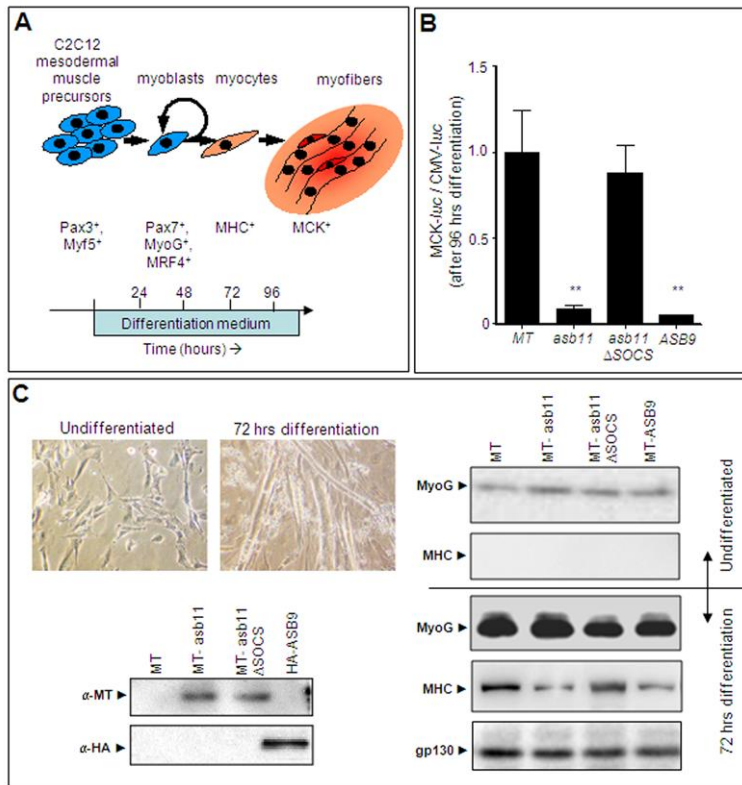 A
C2C12
mesodermal
muscle
precursors
myoblasts
myocytes
myofibers
Pax3⁺,
Myf5⁺
Pax7⁺,
MyoG⁺,
MRF4⁺
MHC⁺
MCK⁺
24 48 72 96
Differentiation medium
Time (hours) →
B
MCK-luc / CMV-luc
(after 96 hrs differentiation)
1.5
1.0
0.5
0
**
**
MT
asb11
asb11
ΔSOCS
ASB9
C
Undifferentiated
72 hrs differentiation
MT
MT- asb11
MT- asb11
ΔSOCS
HA-ASB9
α-MT
α-HA
MT
MT- asb11
MT- asb11
ΔSOCS
MT-ASB9
MyoG
MHC
MyoG
MHC
gp130
Undifferentiated
72 hrs differentiation